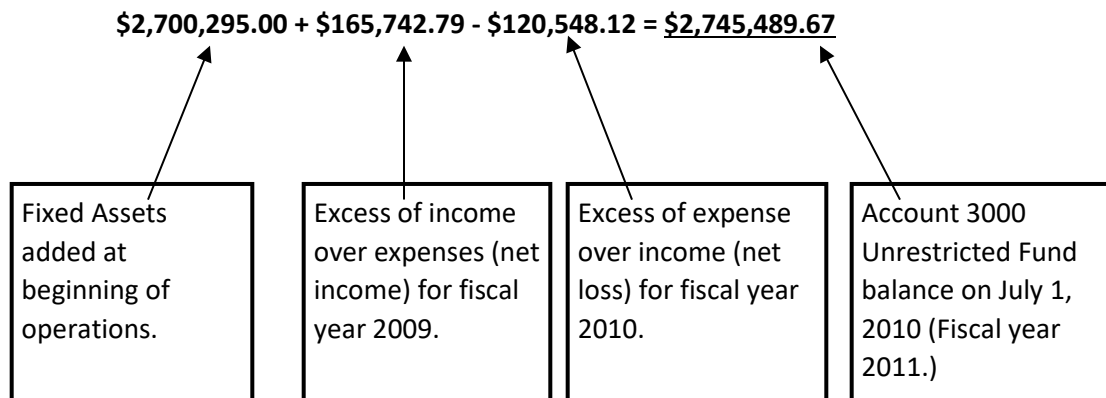 $2,700,295.00 + $165,742.79 - $120,548.12 = $2,745,489.67
Fixed Assets
added at
beginning of
operations.
Excess of income
over expenses (net
income) for fiscal
year 2009.
Excess of expense
over income (net
loss) for fiscal year
2010.
Account 3000
Unrestricted Fund
balance on July 1,
2010 (Fiscal year
2011.)